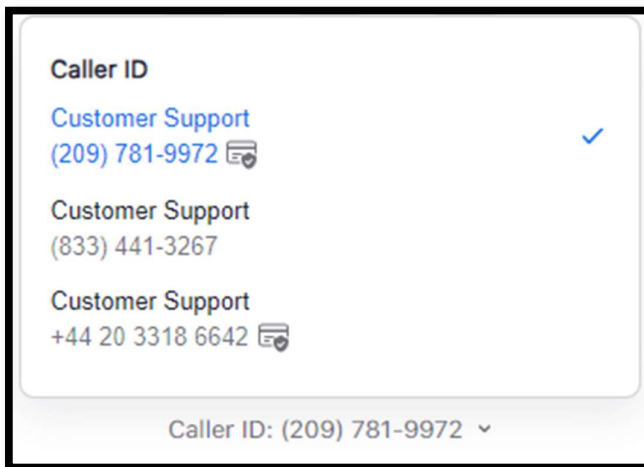 Caller ID
Customer Support
(209) 781-9972
Customer Support
(833) 441-3267
Customer Support
+44 20 3318 6642
Caller ID: (209) 781-9972